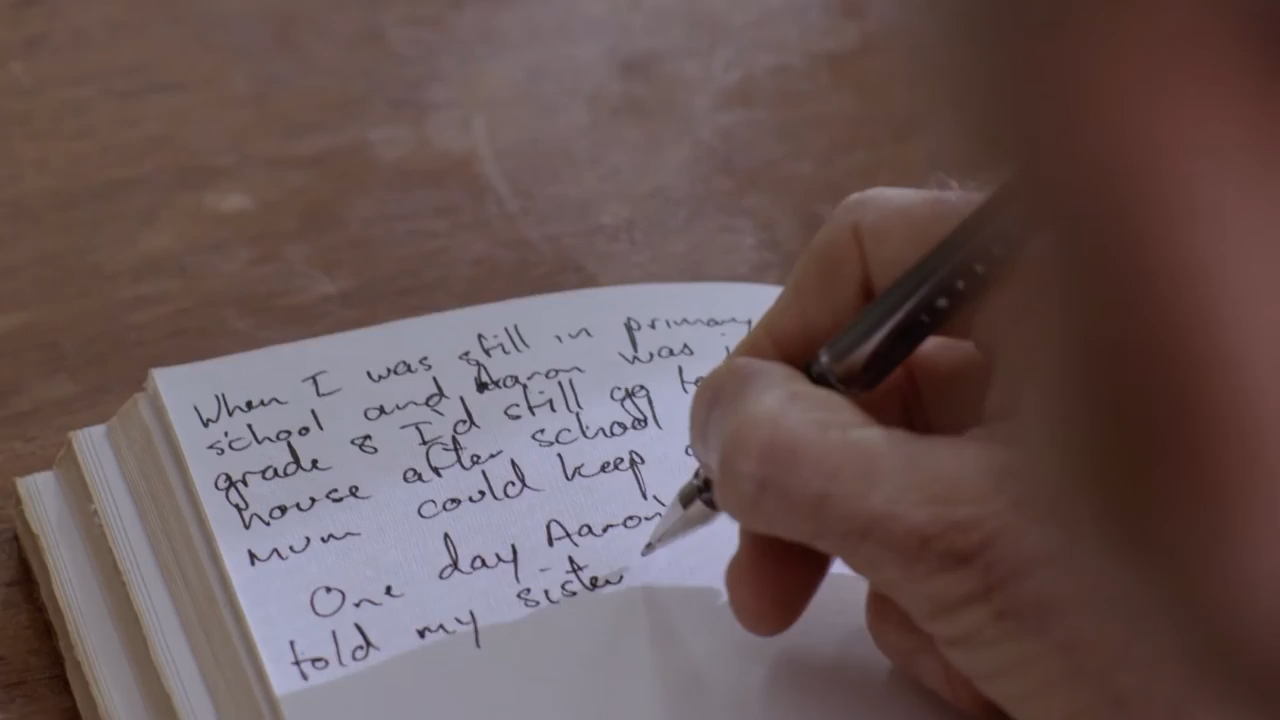 When I was still in primary
school and Aaron was
grade 8 I'd still go to
house after school
Mum could keep
One day Aaron
told my sister